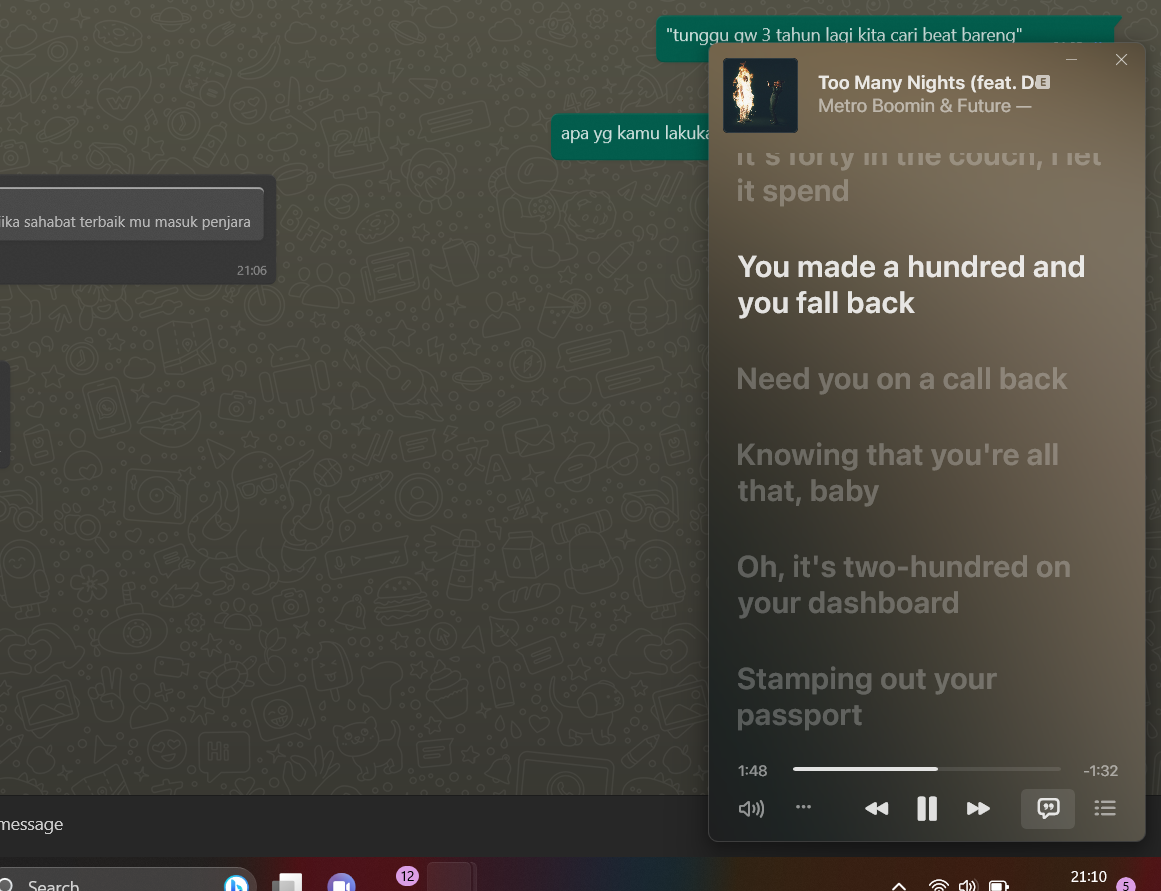 "tunggu gw 3 tahun lagi kita cari beat bareng"
apa yg kamu
jika sahabat terbaik mu masuk penjara
21:06
Too Many Nights (feat. D E
Metro Boomin & Future —
it's forty in the couch, I let
it spend
You made a hundred and
you fall back
Need you on a call back
Knowing that you're all
that, baby
Oh, it's two-hundred on
your dashboard
Stamping out your
passport
1:48
-1:32
Hi
message
Search
12
21:10
5